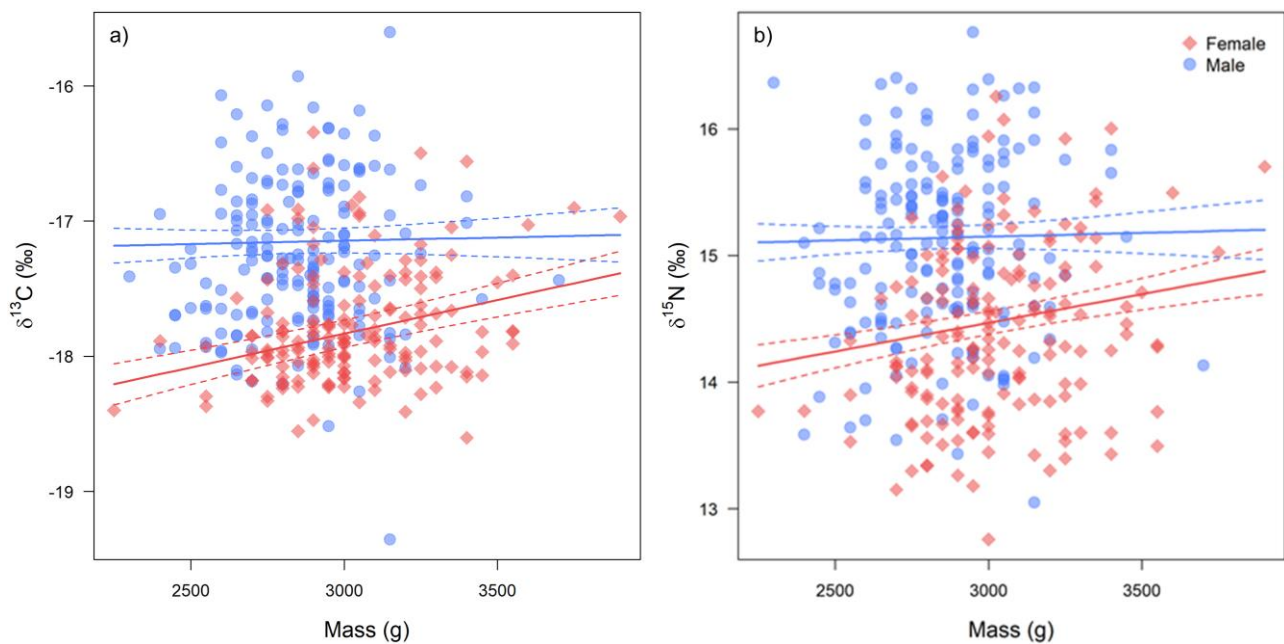 a)
δ13C (‰)
-16
-17
-18
-19
2500 3000 3500
Mass (g)
b)
Female
Male
δ15N (‰)
16
15
14
13
2500 3000 3500
Mass (g)